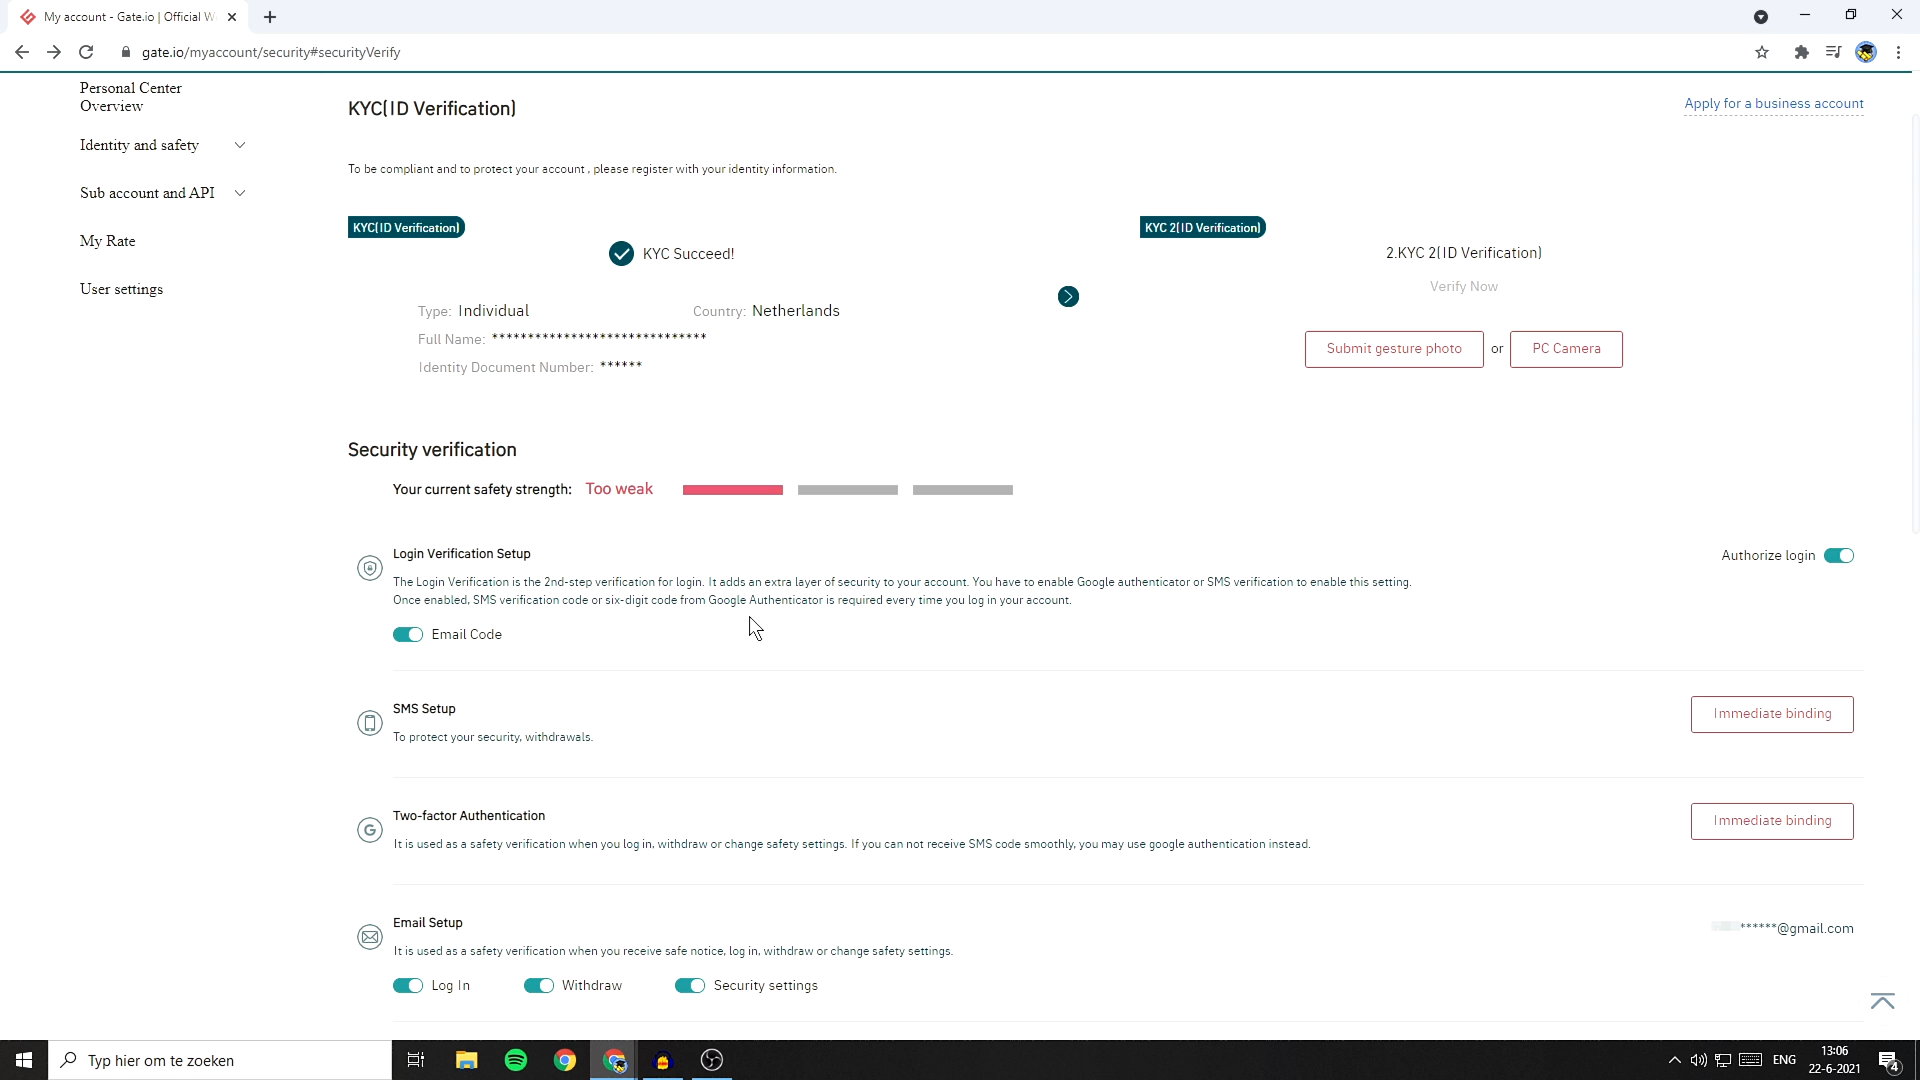 My account - Gate.io | Official W
gate.io/myaccount/security#securityVerify
Personal Center
Overview
Identity and safety
Sub account and API
My Rate
User settings
KYC(ID Verification)
Apply for a business account
To be compliant and to protect your account , please register with your identity information.
KYC(ID Verification)
KYC Succeed!
Type: Individual
Country: Netherlands
Full Name: ******************************
Identity Document Number: ******
KYC 2(ID Verification)
2.KYC 2(ID Verification)
Verify Now
Submit gesture photo or PC Camera
Security verification
Your current safety strength: Too weak
Login Verification Setup
Authorize login
The Login Verification is the 2nd-step verification for login. It adds an extra layer of security to your account. You have to enable Google authenticator or SMS verification to enable this setting.
Once enabled, SMS verification code or six-digit code from Google Authenticator is required every time you log in your account.
Email Code
SMS Setup
Immediate binding
To protect your security, withdrawals.
Two-factor Authentication
Immediate binding
It is used as a safety verification when you log in, withdraw or change safety settings. If you can not receive SMS code smoothly, you may use google authentication instead.
Email Setup
******@gmail.com
It is used as a safety verification when you receive safe notice, log in, withdraw or change safety settings.
Log In Withdraw Security settings
Typ hier om te zoeken
ENG
13:06
22-6-2021
4